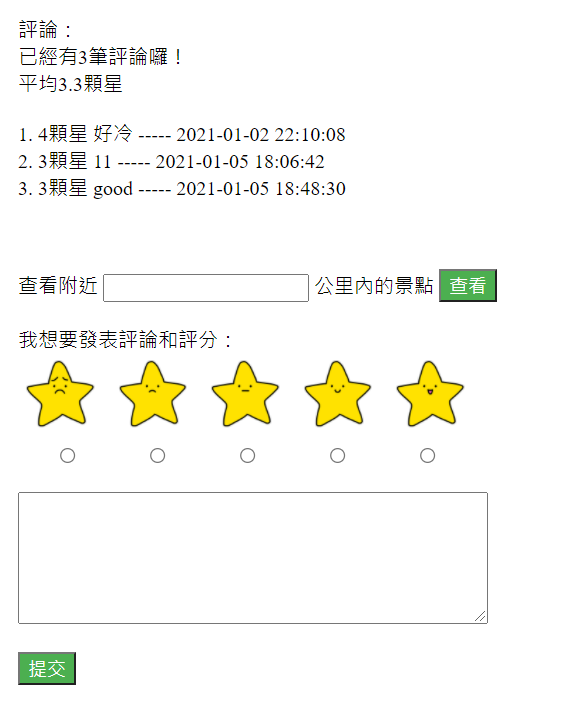 評論：
已經有3筆評論囉！
平均3.3顆星
1. 4顆星 好冷 ----- 2021-01-02 22:10:08
2. 3顆星 11 ----- 2021-01-05 18:06:42
3. 3顆星 good ----- 2021-01-05 18:48:30
查看附近 公里內的景點 查看
我想要發表評論和評分：
提交